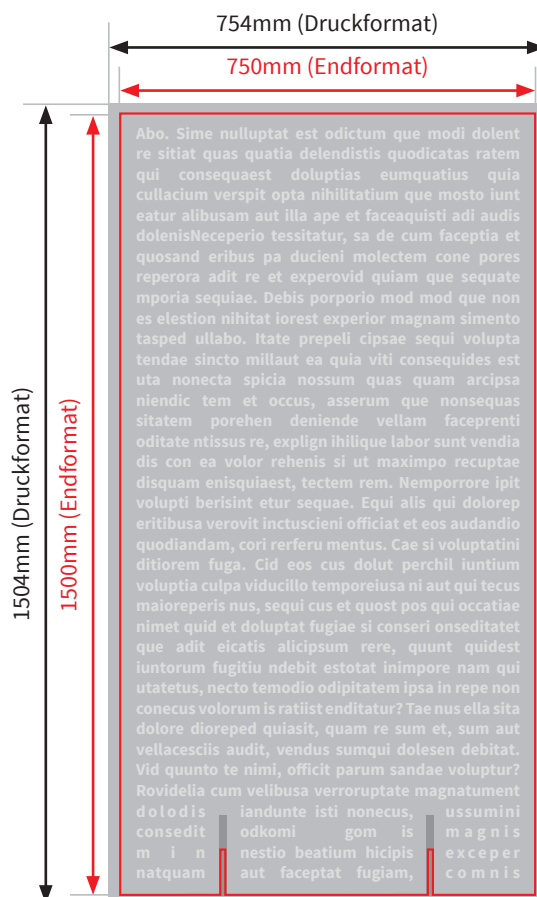 754mm (Druckformat)
750mm (Endformat)
1504mm (Druckformat)
1500mm (Endformat)
Abo. Sime nulluptat est odictum que modi dolent
re sitiat quas quatia delendistis quodicatas ratem
qui consequaest doluptias eumquatius quia
cullacium verspit opta nihilitatium que mosto iunt
eatur alibusam aut illa ape et faceaquisti adi audis
dolenisNeceperio tessitatur, sa de cum faceptia et
quosand eribus pa ducieni molectem cone pores
reperora adit re et experovid quiam que sequate
mporia sequiae. Debis porporio mod mod que non
es elestion nihitat iorest experior magnam simento
tasped ullabo. Itate prepeli cipsae sequi volupta
tendae sincto millaut ea quia viti consequides est
uta nonecta spicia nossum quas quam arcipsa
niendic tem et occus, asserum que nonsequas
sitatem porehen deniende vellam faceprenti
oditate ntissus re, explign ihilique labor sunt vendia
dis con ea volor rehenis si ut maximpo recuptae
disquam enisquiaest, tectem rem. Nemporrore ipit
volupti berisint etur sequae. Equi alis qui dolorep
eritibusa verovit inctuscieni officiat et eos audandio
quodiandam, cori rerferu mentus. Cae si voluptatini
ditiorem fuga. Cid eos cus dolut perchil iuntium
voluptia culpa viducillo temporeiusa ni aut qui tecus
maioreperis nus, sequi cus et quost pos qui occatiae
nimet quid et doluptat fugiae si conseri onseditatet
que adit eicatis alicipsum rere, quunt quidest
iuntorum fugitiu ndebit estotat inimpore nam qui
utatetus, necto temodio odipitatem ipsa in repe non
conecus volorum is ratiist enditatur? Tae nus ella sita
dolore dioreped quiasit, quam re sum et, sum aut
vellacesciis audit, vendus sumqui dolesen debitat.
Vid quunto te nimi, officit parum sandae voluptur?
Rovidelia cum velibusa verroruptate magnatument
dolodis iandunte isti nonecus, ussumini
consedit odkomi gom is magnis
min nestio beatium hicipis exceper
natquam aut faceptat fugiam, comnis